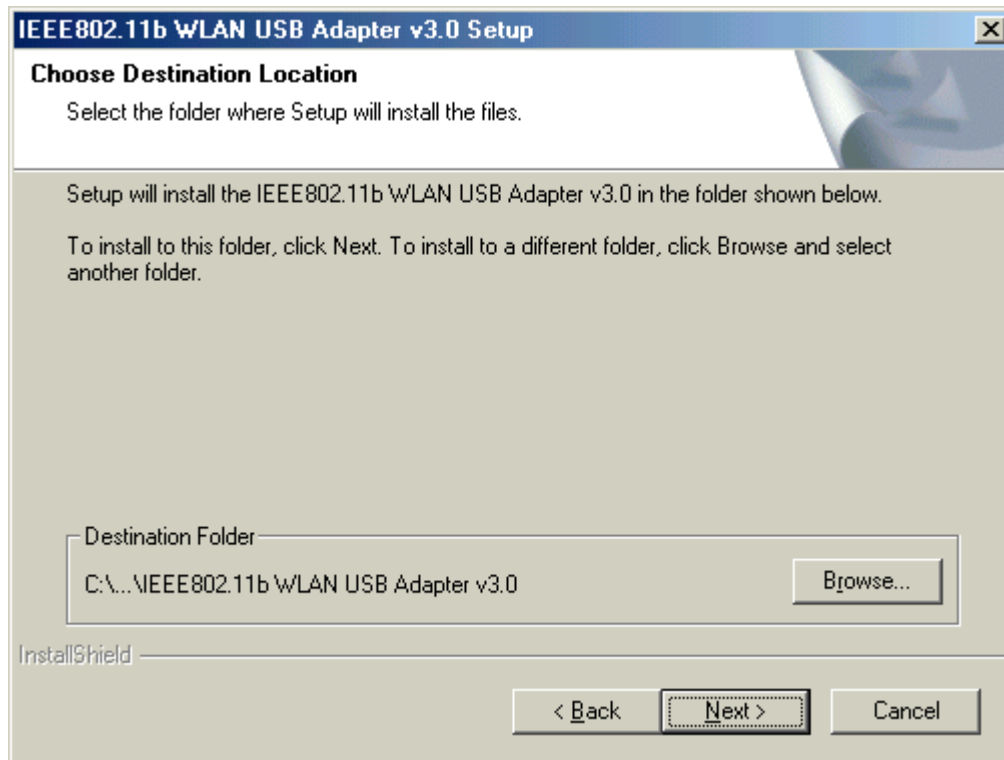 IEEE802.11b WLAN USB Adapter v3.0 Setup
Choose Destination Location
Select the folder where Setup will install the files.
Setup will install the IEEE802.11b WLAN USB Adapter v3.0 in the folder shown below.
To install to this folder, click Next. To install to a different folder, click Browse and select
another folder.
Destination Folder
C:\...\IEEE802.11b WLAN USB Adapter v3.0
Browse...
InstallShield
< Back
Next >
Cancel